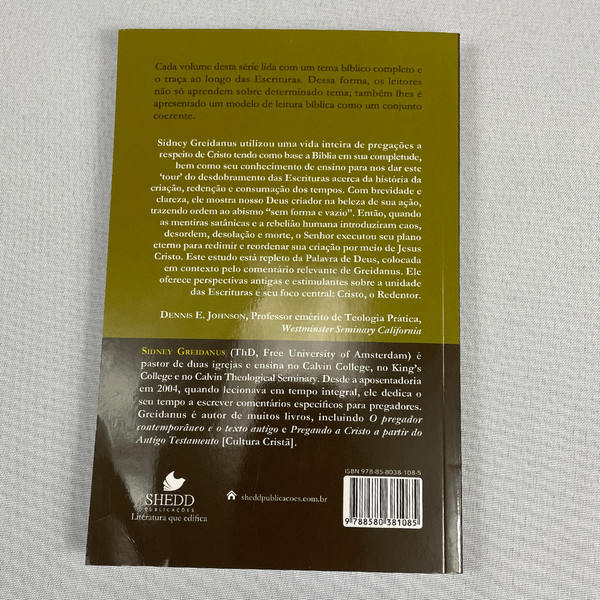 Cada volume desta série lida com um tema bíblico completo e
o traça ao longo das Escrituras. Dessa forma, os leitores
não só aprendem sobre determinado tema; também lhes é
apresentado um modelo de leitura bíblica como um conjunto
coerente.
Sidney Greidanus utilizou uma vida inteira de pregações a
respeito de Cristo tendo como base a Bíblia em sua completude,
bem como seu conhecimento de ensino para nos dar este
‘tour’ do desdobramento das Escrituras acerca da história da
criação, redenção e consumação dos tempos. Com brevidade e
clareza, ele mostra nosso Deus criador na beleza de sua ação,
trazendo ordem ao abismo “sem forma e vazio”. Então, quando
as mentiras satânicas e a rebelião humana introduziram caos,
desordem, desolação e morte, o Senhor executou seu plano
eterno para redimir e reordenar sua criação por meio de Jesus
Cristo. Este estudo está repleto da Palavra de Deus, colocada
em contexto pelo comentário relevante de Greidanus. Ele
oferece perspectivas antigas e estimulantes sobre a unidade
das Escrituras e seu foco central: Cristo, o Redentor.
DENNIS E. JOHNSON, Professor emérito de Teologia Prática,
Westminster Seminary California
SIDNEY GREIDANUS (ThD, Free University of Amsterdam) é
pastor de duas igrejas e ensina no Calvin College, no King’s
College e no Calvin Theological Seminary. Desde a aposentadoria
em 2004, quando lecionava em tempo integral, ele dedica o
seu tempo a escrever comentários específicos para pregadores.
Greidanus é autor de muitos livros, incluindo O pregador
contemporâneo e o texto antigo e Pregando a Cristo a partir do
Antigo Testamento [Cultura Cristã].
ISBN 978-85-8038-108-5
SHEDD
PUBLICAÇÕES
Literatura que edifica
sheddpublicacoes.com.br
9 788580 381085